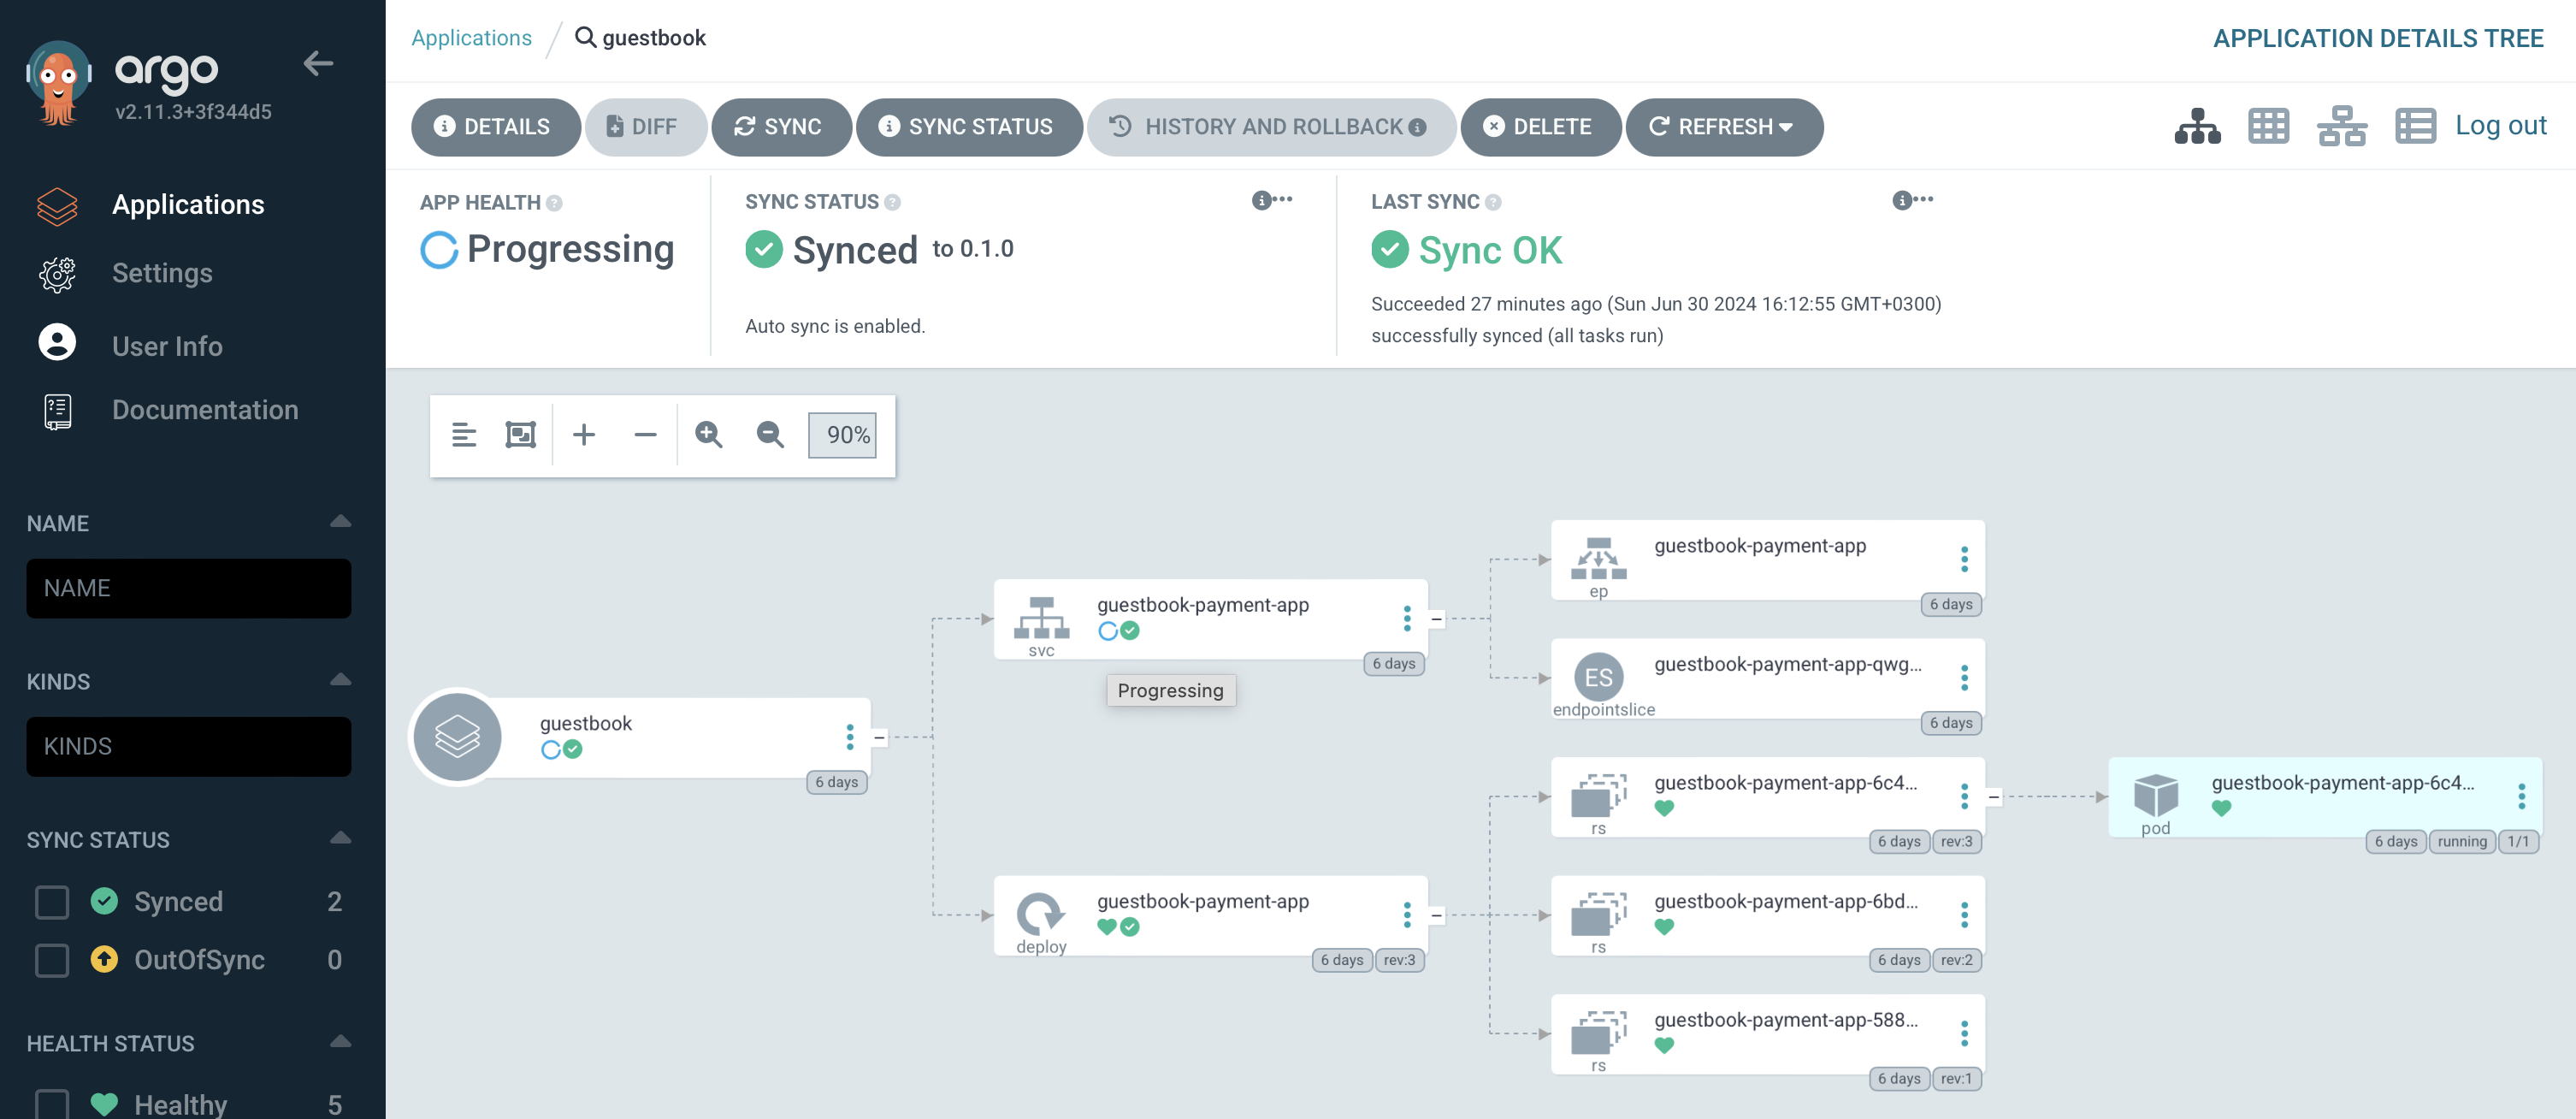 argo
v2.11.3+3f344d5
Applications
Settings
User Info
Documentation
NAME
NAME
KINDS
KINDS
SYNC STATUS
Synced 2
OutOfSync 0
HEALTH STATUS
Healthy 5
Applications / guestbook
APPLICATION DETAILS TREE
DETAILS DIFF SYNC SYNC STATUS HISTORY AND ROLLBACK DELETE REFRESH
Log out
APP HEALTH
Progressing
SYNC STATUS
Synced to 0.1.0
Auto sync is enabled.
LAST SYNC
Sync OK
Succeeded 27 minutes ago (Sun Jun 30 2024 16:12:55 GMT+0300)
successfully synced (all tasks run)
90%
guestbook
6 days
guestbook-payment-app
svc
6 days
Progressing
guestbook-payment-app
deploy
6 days rev:3
guestbook-payment-app
ep
6 days
ES
guestbook-payment-app-qwg...
endpointslice
6 days
guestbook-payment-app-6c4...
rs
6 days rev:3
guestbook-payment-app-6bd...
rs
6 days rev:2
guestbook-payment-app-588...
rs
6 days rev:1
guestbook-payment-app-6c4...
pod
6 days running 1/1